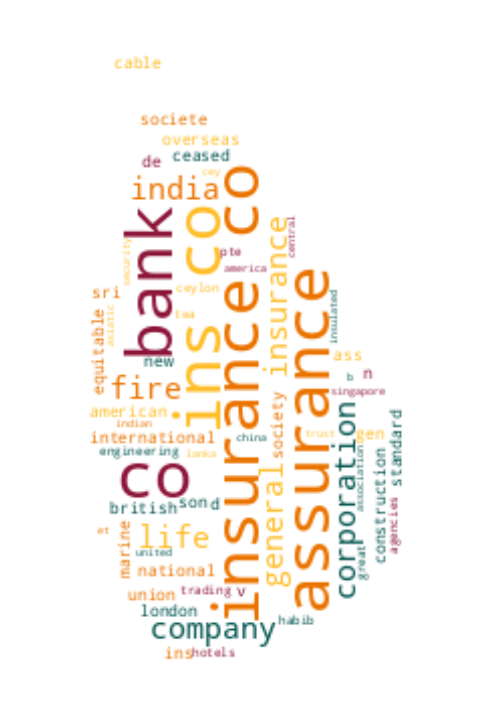 cable
societe
overseas
de
ceased
cey
india
bank
ins co
insurance co
pte
central
america
security
general insurance
assurance
sri
ceylon
asiatic
tea
insulated
equitable
new
ass
b
n
fire
singapore
american
indian
international
china
society
trust
gen
standard
engineering
lanka
corporation
association
construction
co
british
son
d
agencies
et
marine
life
united
great
national
union
trading
v
london
company
habib
ins
hotels